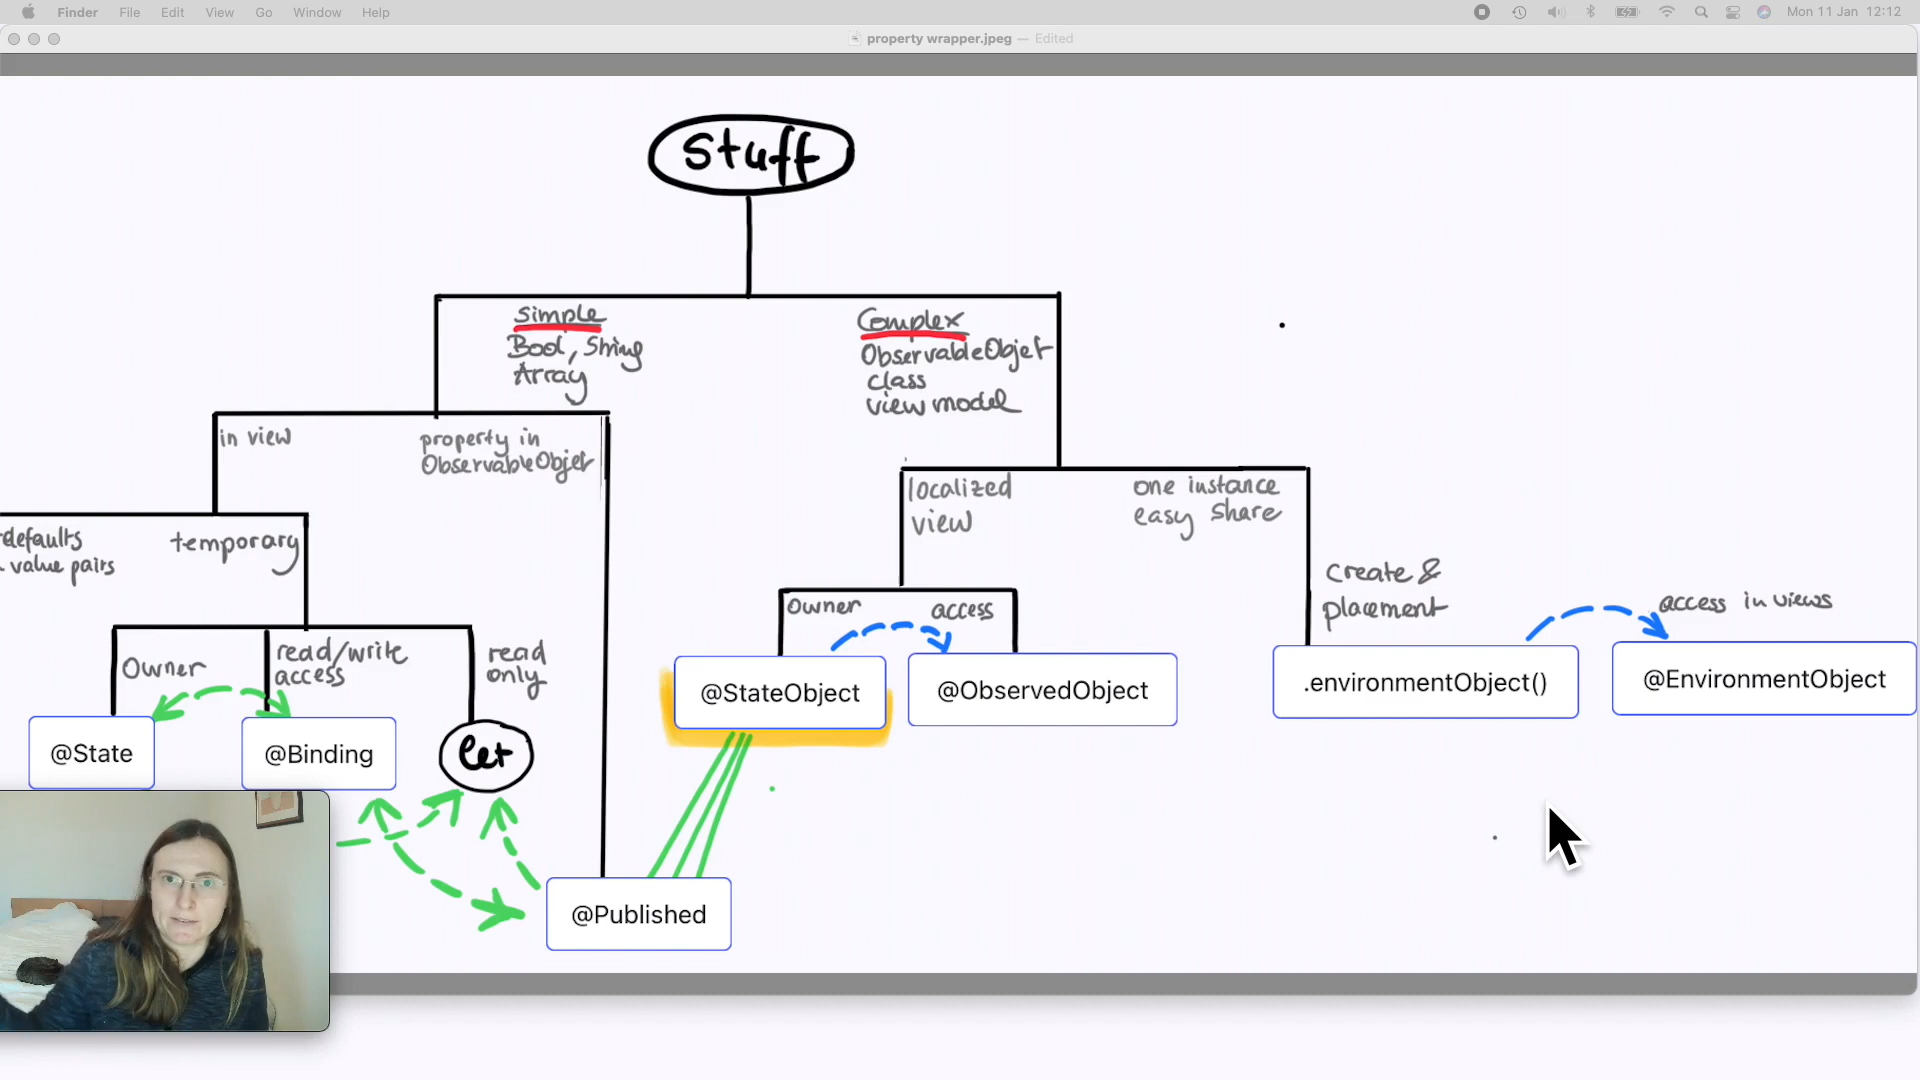 Finder File Edit View Go Window Help
Mon 11 Jan 12:12
property wrapper.jpeg — Edited
Stuff
Simple
Bool, String
Array
Complex
ObservableObjet
class
view model
in view
property in
ObservableObjet
localized
view
one instance
easy share
defaults
value pairs
temporary
create &
placement
access in views
Owner
read/write
access
read
only
Owner
access
@State
@Binding
let
@StateObject
@ObservedObject
.environmentObject()
@EnvironmentObject
@Published